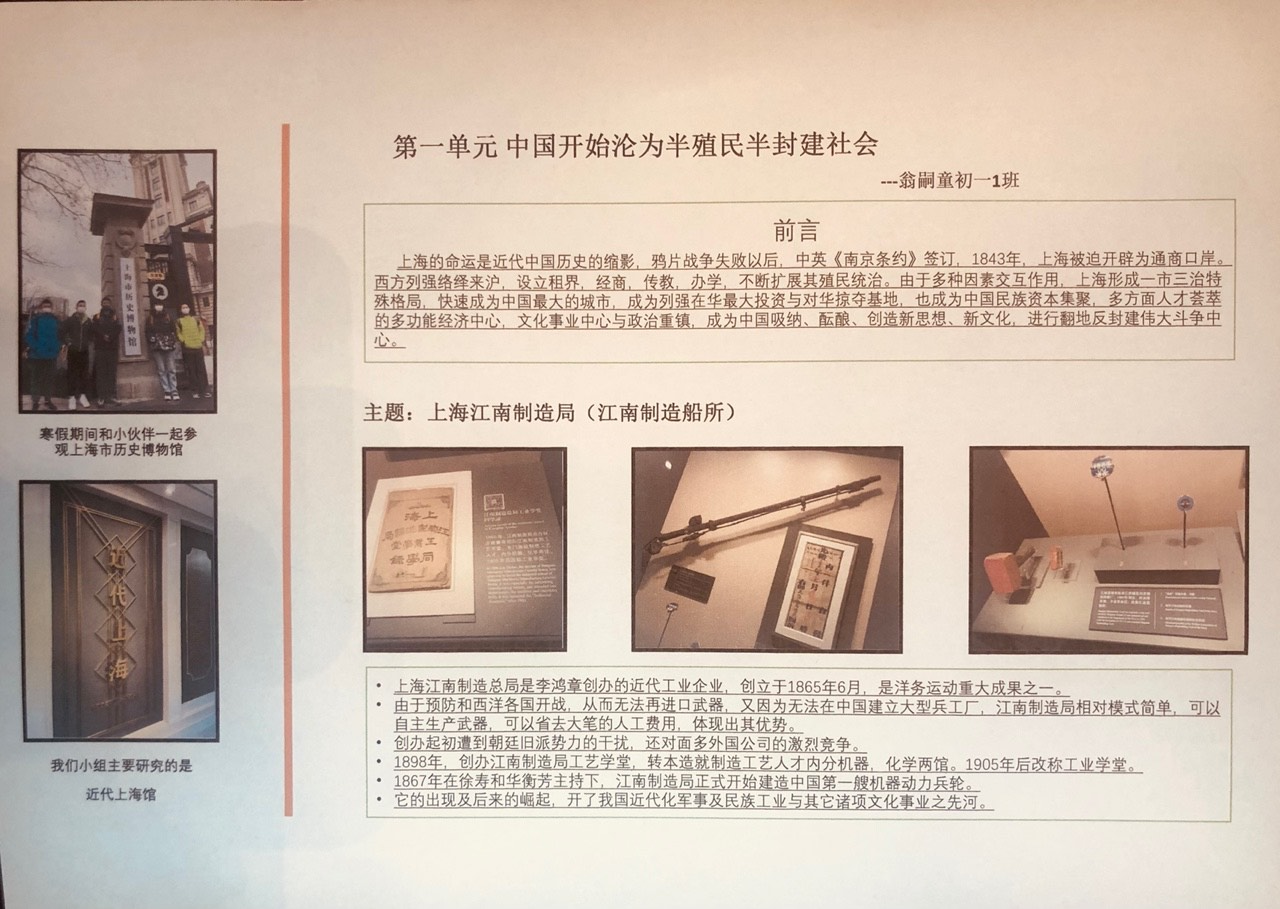 第一单元 中国开始沦为半殖民半封建社会
---翁嗣童初一1班
前言
上海的命运是近代中国历史的缩影，鸦片战争失败以后，中英《南京条约》签订，1843年，上海被迫开辟为通商口岸。
西方列强络绎来沪，设立租界，经商，传教，办学，不断扩展其殖民统治。由于多种因素交互作用，上海形成一市三治特
殊格局，快速成为中国最大的城市，成为列强在华最大投资与对华掠夺基地，也成为中国民族资本集聚，多方面人才荟萃
的多功能经济中心，文化事业中心与政治重镇，成为中国吸纳、酝酿、创造新思想、新文化，进行翻地反封建伟大斗争中
心。
上海市历史博物馆
寒假期间和小伙伴一起参
观上海市历史博物馆
近代上海
我们小组主要研究的是
近代上海馆
主题：上海江南制造局（江南制造船所）
上海
同学录
• 上海江南制造总局是李鸿章创办的近代工业企业，创立于1865年6月，是洋务运动重大成果之一。
• 由于预防和西洋各国开战，从而无法再进口武器，又因为无法在中国建立大型兵工厂，江南制造局相对模式简单，可以
自主生产武器，可以省去大笔的人工费用，体现出其优势。
• 创办起初遭到朝廷旧派势力的干扰，还对面多外国公司的激烈竞争。
• 1898年，创办江南制造局工艺学堂，转本造就制造工艺人才内分机器，化学两馆。1905年后改称工业学堂。
• 1867年在徐寿和华衡芳主持下，江南制造局正式开始建造中国第一艘机器动力兵轮。
• 它的出现及后来的崛起，开了我国近代化军事及民族工业与其它诸项文化事业之先河。